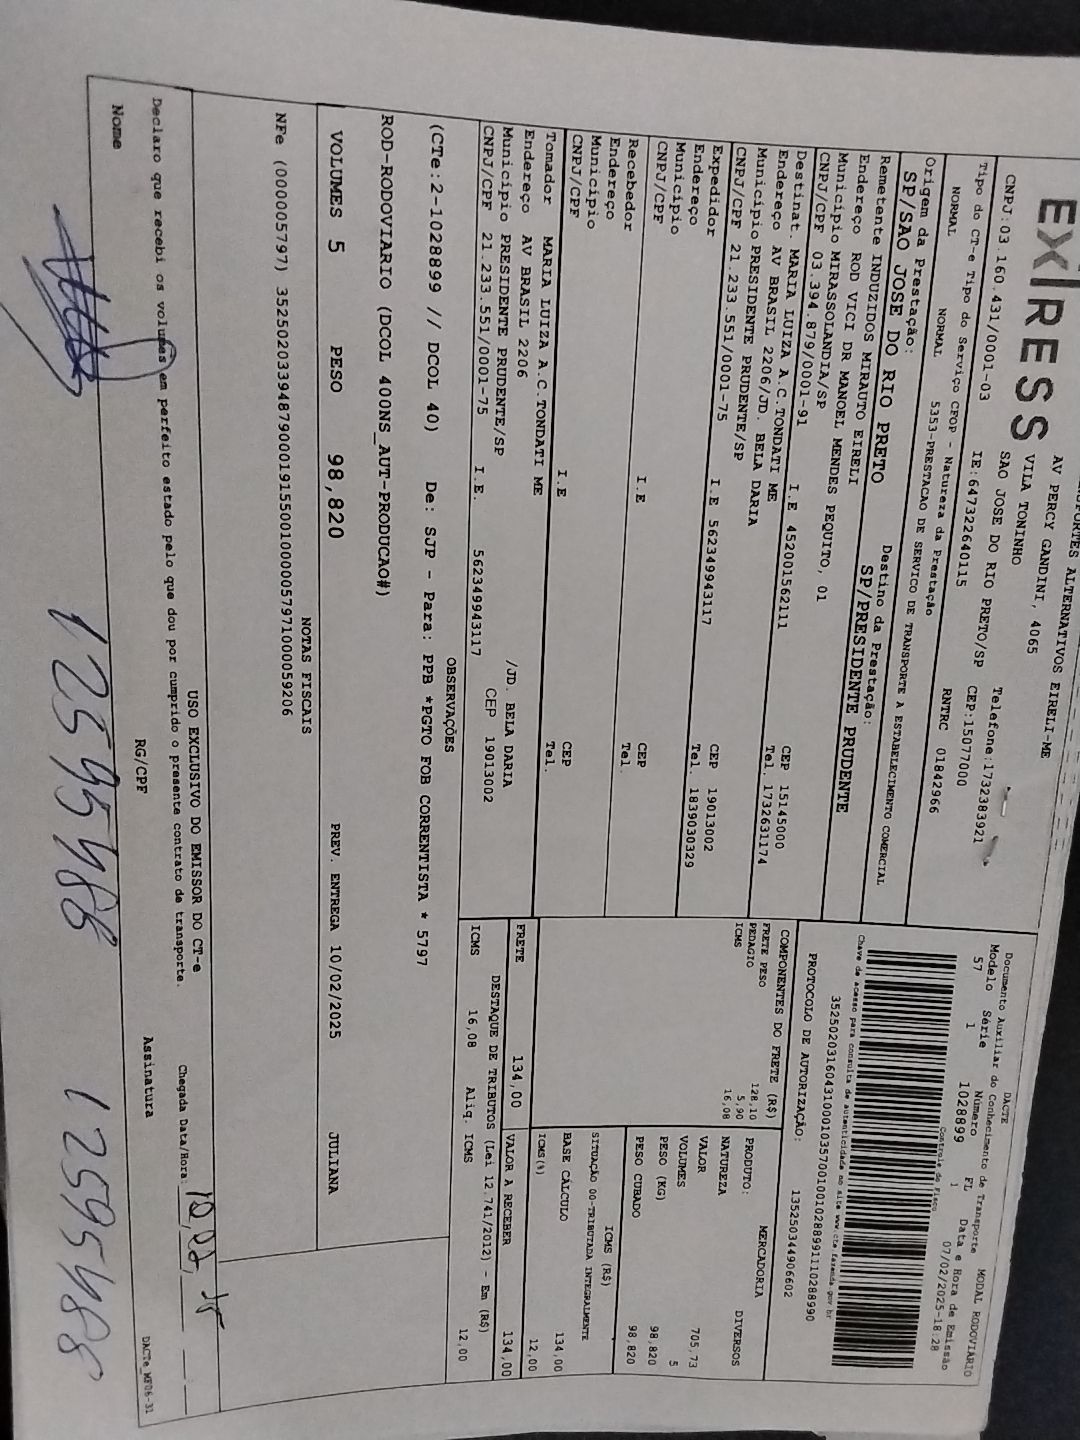 EX|RESS
AV PERCY GANDINI, 4065
VILA TONINHO
SAO JOSE DO RIO PRETO/SP
Telefone:1732383921
CNPJ:03.160.431/0001-03
IE:647322640115
CEP:15077000
Tipo do CT-e Tipo do Serviço CFOP - Natureza da Prestação
RNTRC 01842966
NORMAL NORMAL 5353-PRESTACAO DE SERVICO DE TRANSPORTE A ESTABELECIMENTO COMERCIAL
Origem da Prestação: Destino da Prestação:
SP/SAO JOSE DO RIO PRETO SP/PRESIDENTE PRUDENTE
Remetente INDUZIDOS MIRAUTO EIRELI
Endereço ROD VICI DR MANOEL MENDES PEQUITO, 01
Município MIRASSOLANDIA/SP CEP 15145000
CNPJ/CPF 03.394.879/0001-91 I.E 452001562111 Tel. 1732631174
Destinat. MARIA LUIZA A.C.TONDATI ME
Endereço AV BRASIL 2206/JD. BELA DARIA
Município PRESIDENTE PRUDENTE/SP CEP 19013002
CNPJ/CPF 21.233.551/0001-75 I.E 562349943117 Tel. 1839030329
Expedidor
Endereço
Município CEP
CNPJ/CPF I.E Tel.
Recebedor
Endereço
Município CEP
CNPJ/CPF I.E Tel.
Tomador MARIA LUIZA A.C.TONDATI ME
Endereço AV BRASIL 2206 /JD. BELA DARIA
Município PRESIDENTE PRUDENTE/SP CEP 19013002
CNPJ/CPF 21.233.551/0001-75 I.E. 562349943117
DACTE MODAL RODOVIÁRIO
Documento Auxiliar do Conhecimento de Transporte
Modelo Série Número FL Data e Hora de Emissão
57 1 1028899 1 07/02/2025-18:28
Controle do Fisco
Chave de acesso para consulta de autenticidade no site www.cte.fazenda.gov.br
35250203160431000103570010010288991110288990
PROTOCOLO DE AUTORIZAÇÃO: 135250344906602
COMPONENTES DO FRETE (R$)
FRETE PESO 128,10
PEDAGIO 5,90
ICMS 16,08
FRETE 134,00
PRODUTO: MERCADORIA
NATUREZA DIVERSOS
VALOR 705,73
VOLUMES 5
PESO (KG) 98,820
PESO CUBADO 98,820
ICMS (R$)
SITUAÇÃO 00-TRIBUTADA INTEGRALMENTE
BASE CÁLCULO 134,00
ICMS(%) 12,00
VALOR A RECEBER 134,00
DESTAQUE DE TRIBUTOS (Lei 12.741/2012) - Em (R$)
ICMS 16,08 Aliq. ICMS 12,00
OBSERVAÇÕES
(CTe:2-1028899 // DCOL 40) De: SJP - Para: PPB *PGTO FOB CORRENTISTA * 5797
ROD-RODOVIARIO (DCOL 400NS_AUT-PRODUCAO#)
VOLUMES 5 PESO 98,820 PREV. ENTREGA 10/02/2025 JULIANA
NOTAS FISCAIS
NFe (000005797) 35250203394879000191550010000057971000059206
USO EXCLUSIVO DO EMISSOR DO CT-e
Declaro que recebi os volumes em perfeito estado pelo que dou por cumprido o presente contrato de transporte.
Chegada Data/Hora:
Nome RG/CPF Assinatura
12595488 12595488
DACTe_MF06-31